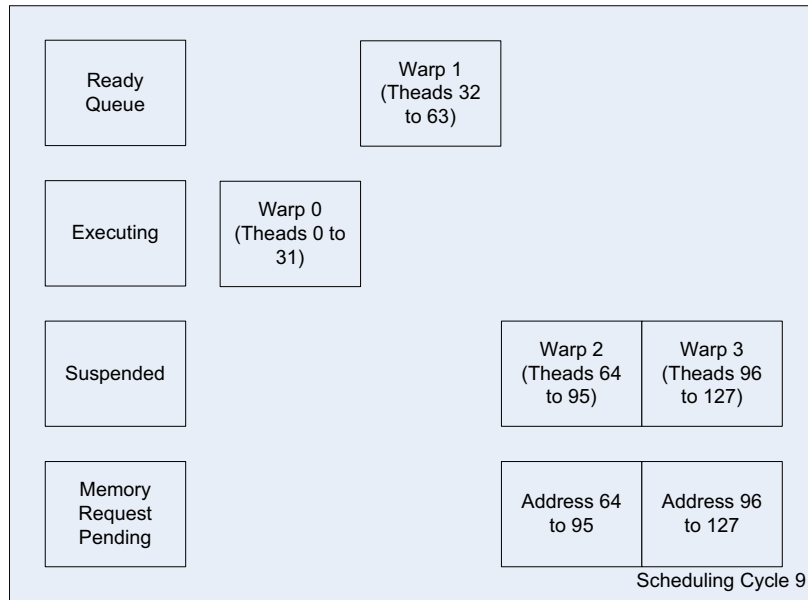 Ready
Queue
Warp 1
(Theads 32
to 63)
Executing
Warp 0
(Theads 0 to
31)
Suspended
Warp 2
(Theads 64
to 95)
Warp 3
(Theads 96
to 127)
Memory
Request
Pending
Address 64
to 95
Address 96
to 127
Scheduling Cycle 9